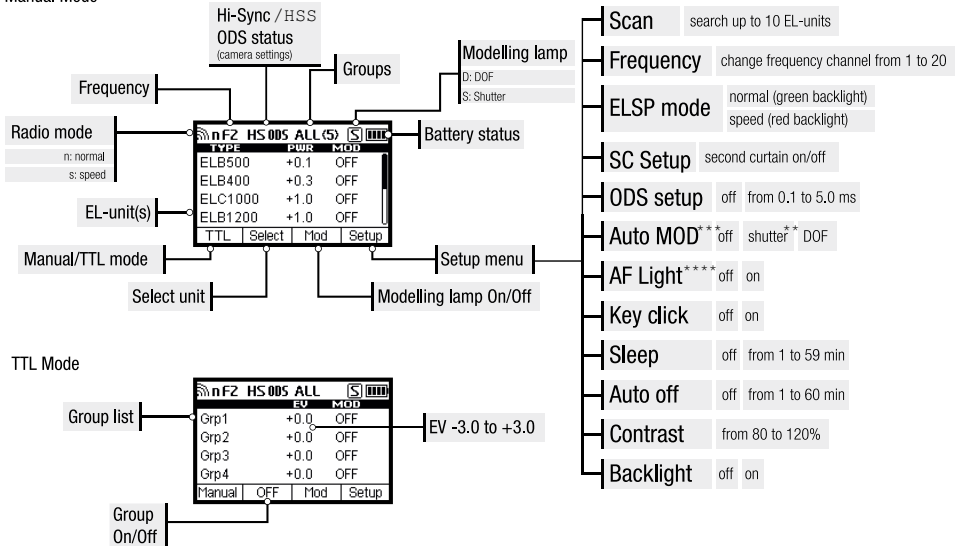 Manual Mode
Hi-Sync / HSS
ODS status
(camera settings)
Frequency
Groups
Modelling lamp
D: DOF
S: Shutter
Radio mode
n: normal
s: speed
Battery status
n F2 HS ODS ALL(5) S
TYPE PWR MOD
ELB500 +0.1 OFF
ELB400 +0.3 OFF
ELC1000 +1.0 OFF
ELB1200 +1.0 OFF
TTL Select Mod Setup
EL-unit(s)
Manual/TTL mode
Setup menu
Select unit
Modelling lamp On/Off
Scan search up to 10 EL-units
Frequency change frequency channel from 1 to 20
ELSP mode normal (green backlight)
speed (red backlight)
SC Setup second curtain on/off
ODS setup off from 0.1 to 5.0 ms
Auto MOD*** off shutter** DOF
AF Light**** off on
Key click off on
Sleep off from 1 to 59 min
Auto off off from 1 to 60 min
Contrast from 80 to 120%
Backlight off on
TTL Mode
n F2 HS ODS ALL S
EV MOD
Grp1 +0.0 OFF
Grp2 +0.0 OFF
Grp3 +0.0 OFF
Grp4 +0.0 OFF
Manual OFF Mod Setup
Group list
EV -3.0 to +3.0
Group
On/Off